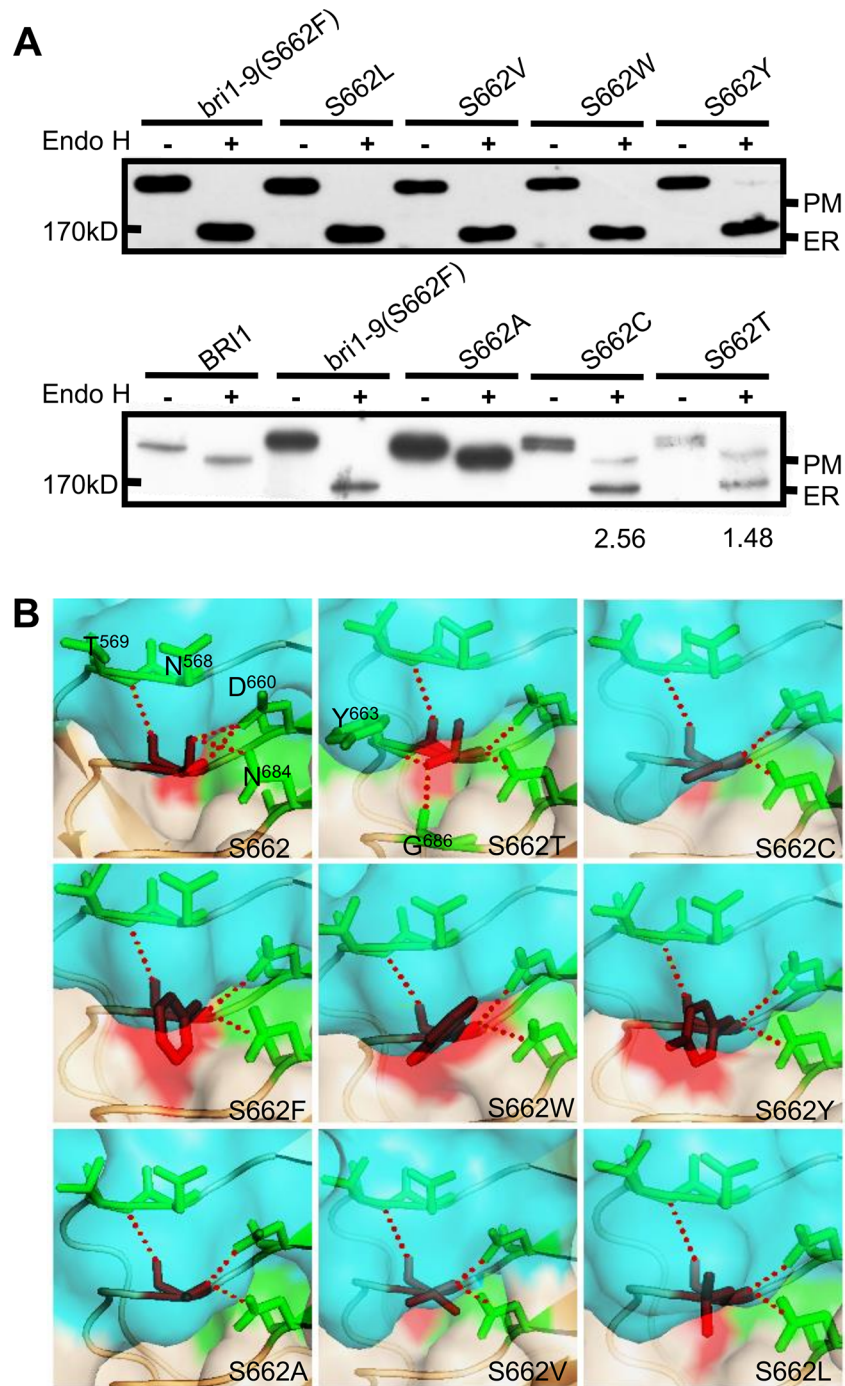 A
bri1-9(S662F) S662L S662V S662W S662Y
Endo H - + - + - + - + - +
PM
170kD
ER
BRI1 bri1-9(S662F) S662A S662C S662T
Endo H - + - + - + - + - +
PM
170kD
ER
2.56 1.48
B
T569 N568 D660 N684 S662
Y663 G686 S662T
S662C
S662F S662W S662Y
S662A S662V S662L